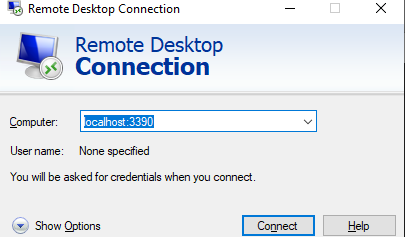 Remote Desktop Connection
Remote Desktop
Connection
Computer:
localhost:3390
User name:
None specified
You will be asked for credentials when you connect.
Show Options
Connect
Help